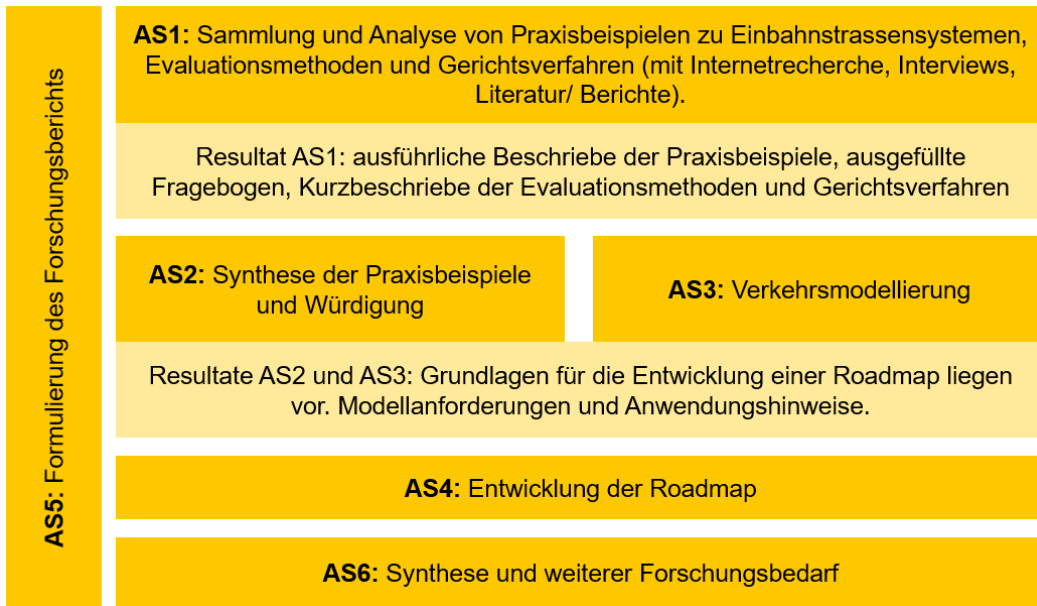 AS5: Formulierung des Forschungsberichts
AS1: Sammlung und Analyse von Praxisbeispielen zu Einbahnstrassensystemen,
Evaluationsmethoden und Gerichtsverfahren (mit Internetrecherche, Interviews,
Literatur/ Berichte).
Resultat AS1: ausführliche Beschriebe der Praxisbeispiele, ausgefüllte
Fragebogen, Kurzbeschriebe der Evaluationsmethoden und Gerichtsverfahren
AS2: Synthese der Praxisbeispiele
und Würdigung
AS3: Verkehrsmodellierung
Resultate AS2 und AS3: Grundlagen für die Entwicklung einer Roadmap liegen
vor. Modellanforderungen und Anwendungshinweise.
AS4: Entwicklung der Roadmap
AS6: Synthese und weiterer Forschungsbedarf